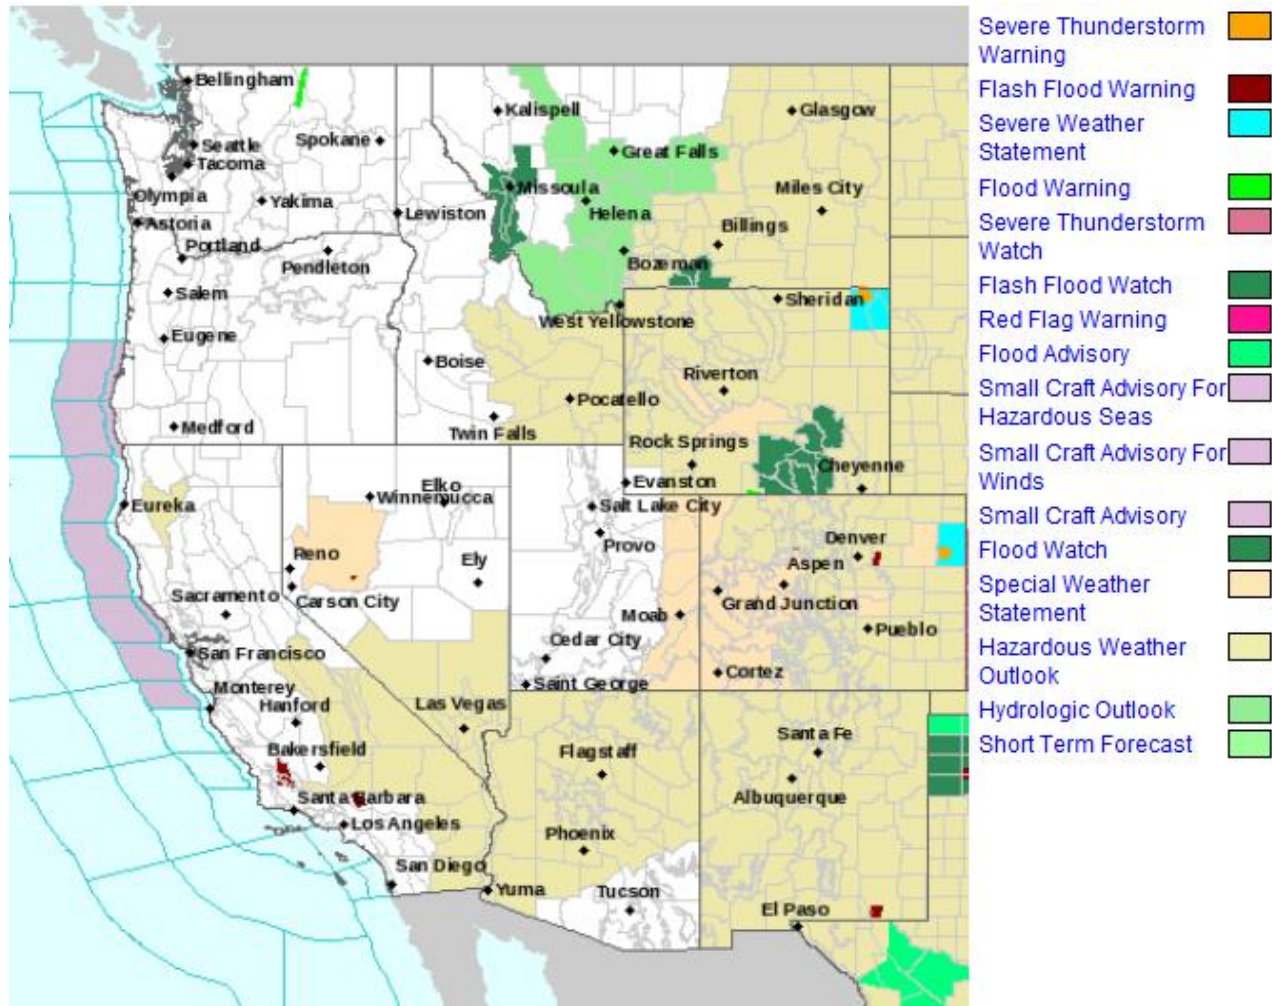 Bellingham
Kalispell
Glasgow
Spokane
Seattle
Great Falls
Tacoma
Missoula
Miles City
Olympia
Yakima
Lewiston
Helena
Astoria
Billings
Portland
Pendleton
Bozeman
Salem
Sheridan
West Yellowstone
Eugene
Boise
Riverton
Pocatello
Medford
Twin Falls
Rock Springs
Cheyenne
Elko
Evanston
Winnemucca
Eureka
Salt Lake City
Provo
Denver
Reno
Ely
Aspen
Sacramento
Carson City
Grand Junction
Moab
Pueblo
Cedar City
San Francisco
Cortez
Saint George
Monterey
Hanford
Las Vegas
Santa Fe
Bakersfield
Flagstaff
Santa Barbara
Albuquerque
Los Angeles
Phoenix
San Diego
Yuma
Tucson
El Paso
Severe Thunderstorm
Warning
Flash Flood Warning
Severe Weather
Statement
Flood Warning
Severe Thunderstorm
Watch
Flash Flood Watch
Red Flag Warning
Flood Advisory
Small Craft Advisory For
Hazardous Seas
Small Craft Advisory For
Winds
Small Craft Advisory
Flood Watch
Special Weather
Statement
Hazardous Weather
Outlook
Hydrologic Outlook
Short Term Forecast